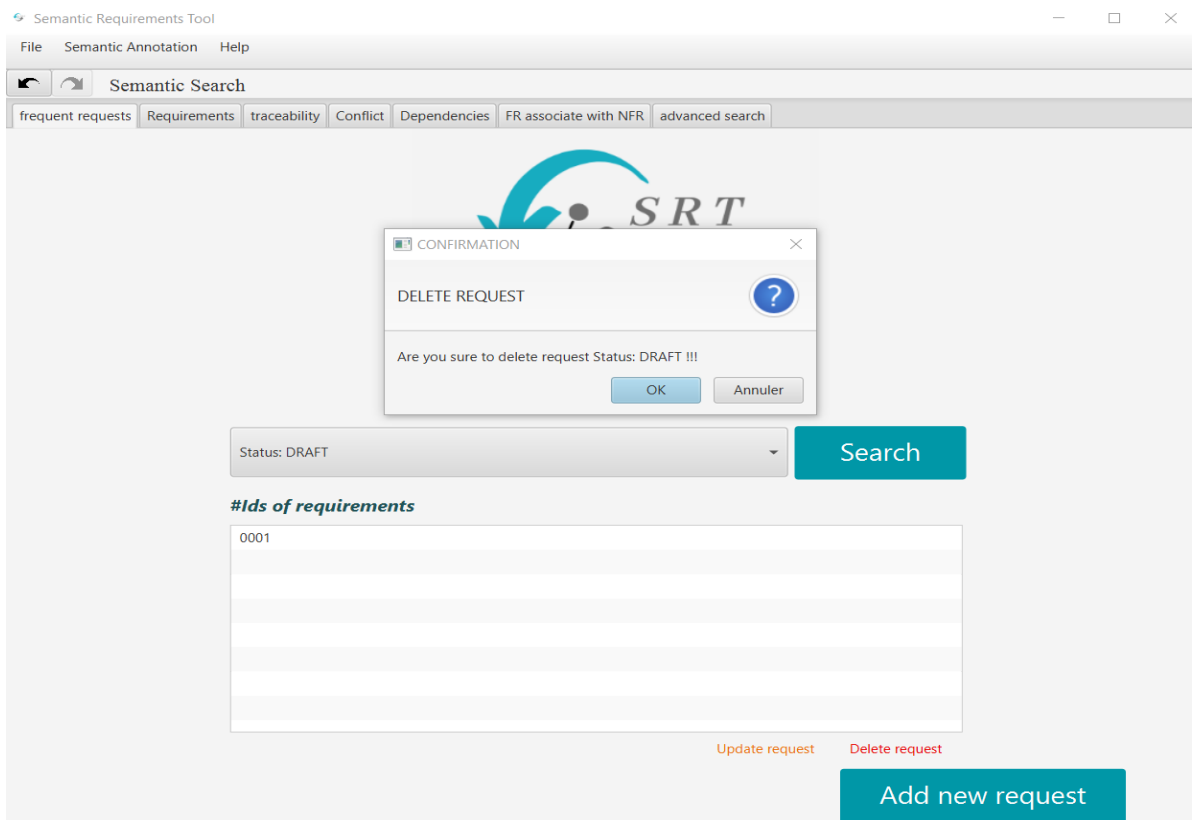 Semantic Requirements Tool
File Semantic Annotation Help
Semantic Search
frequent requests Requirements traceability Conflict Dependencies FR associate with NFR advanced search
SRT
CONFIRMATION
DELETE REQUEST
?
Are you sure to delete request Status: DRAFT !!!
OK Annuler
Status: DRAFT
Search
#Ids of requirements
0001
Update request Delete request
Add new request